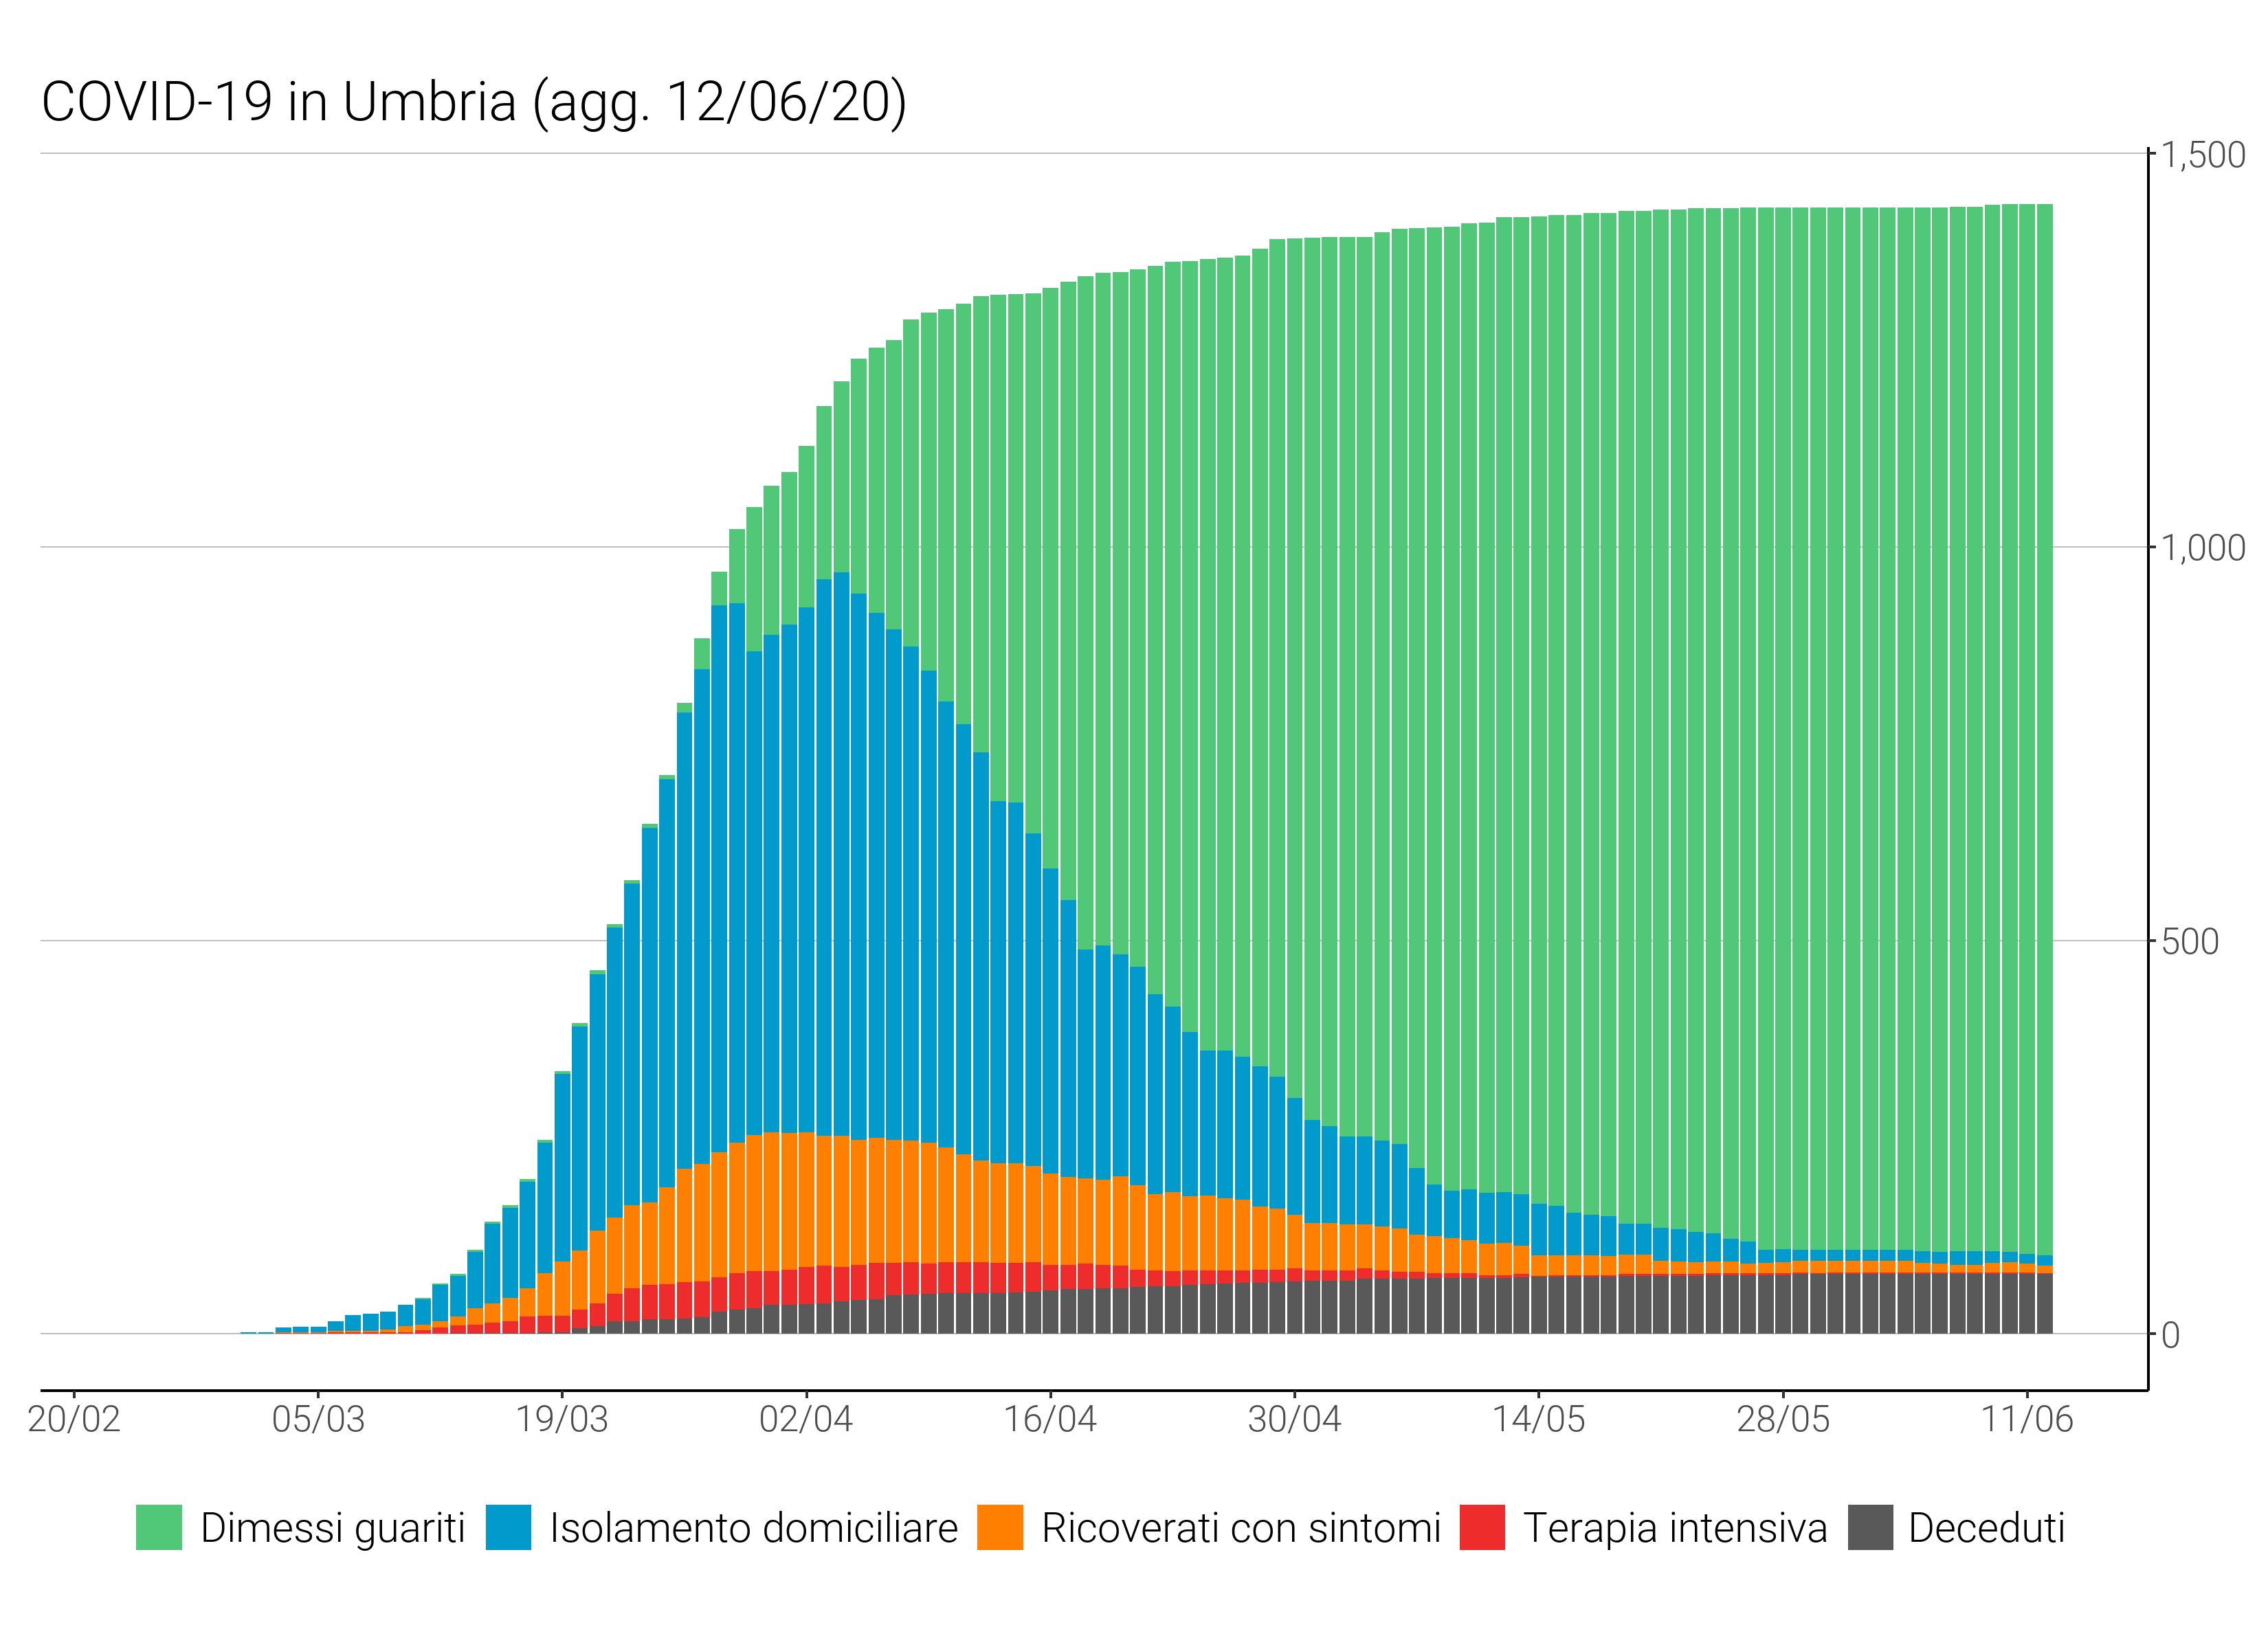 COVID-19 in Umbria (agg. 12/06/20)
1,500
1,000
500
0
20/02 05/03 19/03 02/04 16/04 30/04 14/05 28/05 11/06
Dimessi guariti Isolamento domiciliare Ricoverati con sintomi Terapia intensiva Deceduti